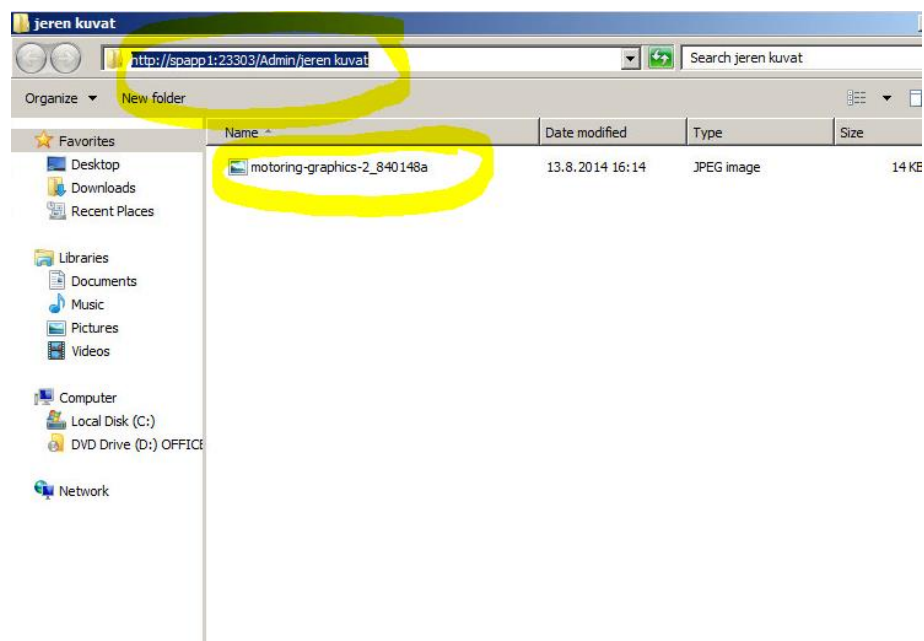 jeren kuvat
http://spapp1:23303/Admin/jeren kuvat
Search jeren kuvat
Organize
New folder
Name
Date modified
Type
Size
Favorites
Desktop
Downloads
Recent Places
Libraries
Documents
Music
Pictures
Videos
Computer
Local Disk (C:)
DVD Drive (D:) OFFICE
Network
motoring-graphics-2_840148a
13.8.2014 16:14
JPEG image
14 KB